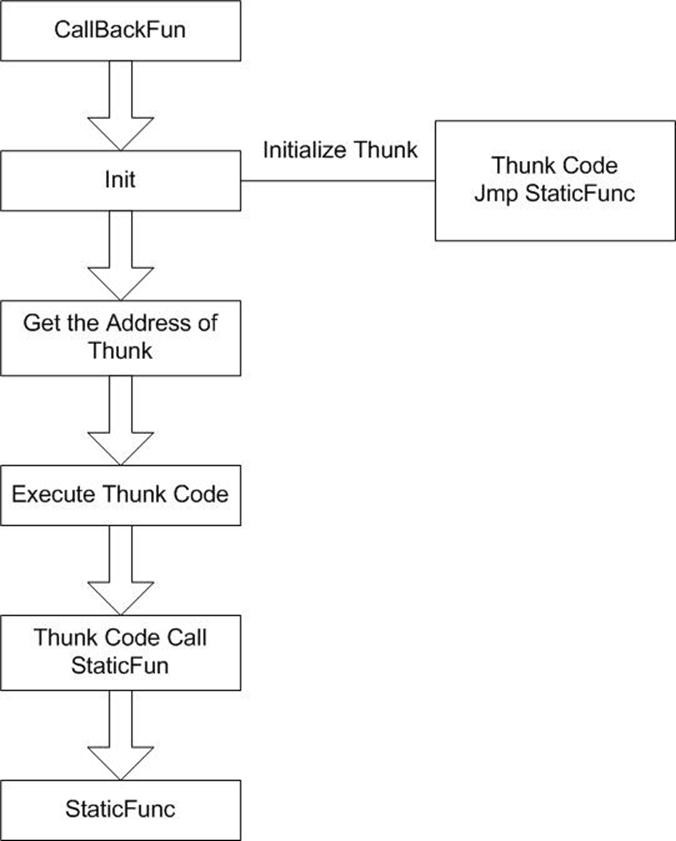 CallBackFun
Init
Initialize Thunk
Thunk Code
Jmp StaticFunc
Get the Address of
Thunk
Execute Thunk Code
Thunk Code Call
StaticFun
StaticFunc